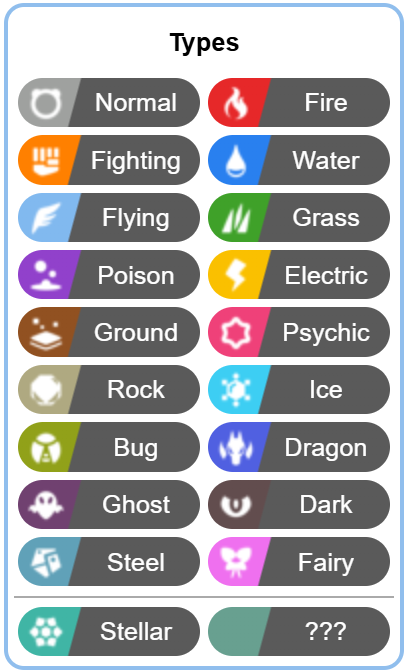 Types
Normal Fire
Fighting Water
Flying Grass
Poison Electric
Ground Psychic
Rock Ice
Bug Dragon
Ghost Dark
Steel Fairy
Stellar ???